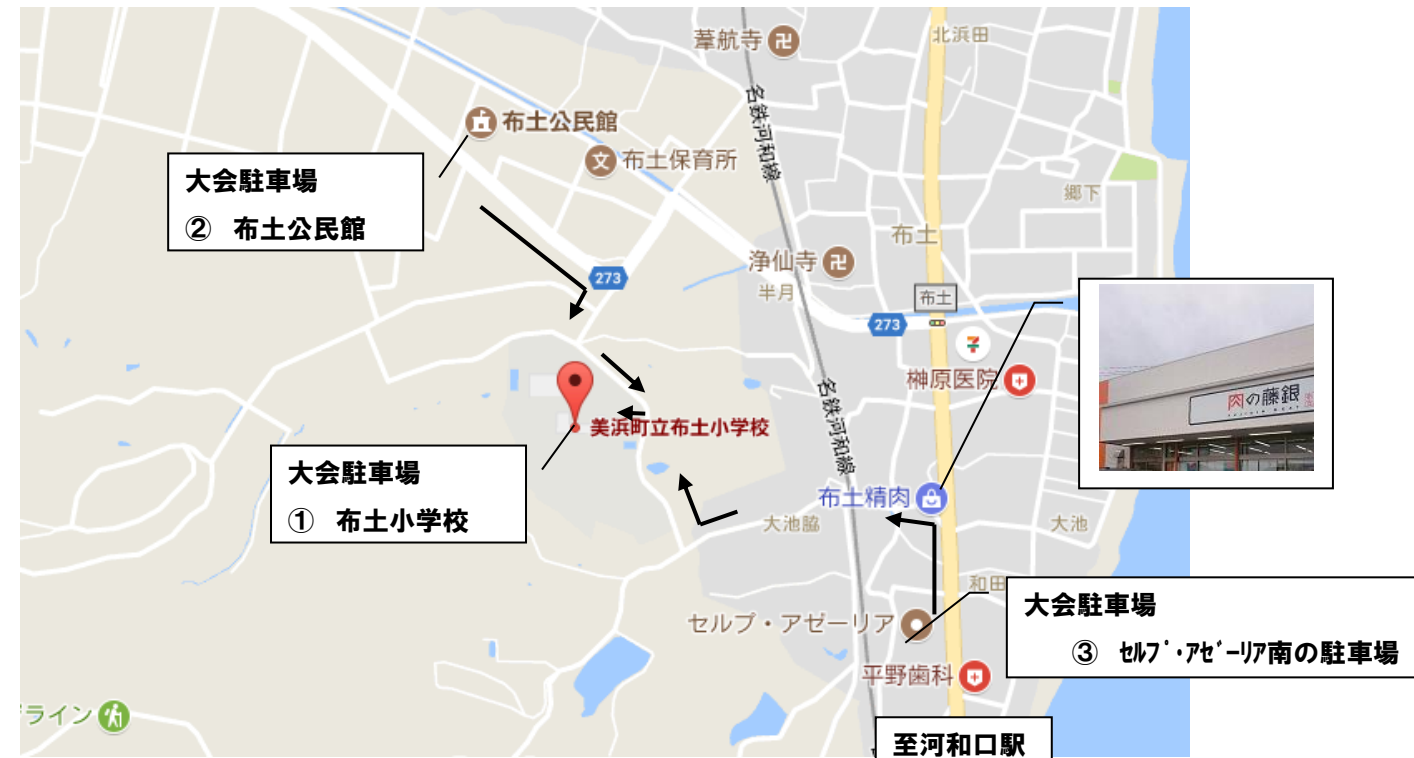 葦航寺
北浜田
名鉄河和線
布土公民館
布土保育所
大会駐車場
② 布土公民館
郷下
布土
浄仙寺
半月
273
布土
273
榊原医院
肉の藤銀
名鉄河和線
美浜町立布土小学校
大会駐車場
① 布土小学校
布土精肉
大池脇
大池
和田
大会駐車場
③ ｾﾙﾌﾟ・ｱｾﾞｰﾘｱ南の駐車場
セルプ・アゼーリア
平野歯科
ライン
至河和口駅